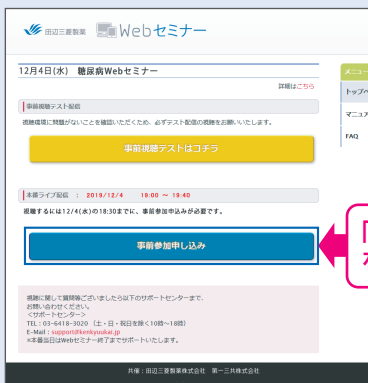 田辺三菱製薬 Webセミナー
12月4日(水) 糖尿病Webセミナー
詳細はこちら
事前視聴テスト配信
視聴環境に問題がないことを確認いただくため、必ずテスト配信の視聴をお願いいたします。
事前視聴テストはコチラ
本番ライブ配信 : 2019/12/4 19:00 ~ 19:40
視聴するには12/4(水)の18:30までに、事前参加申込みが必要です。
事前参加申し込み
視聴に関して質問等ございましたら以下のサポートセンターまで、
お問い合わせください。
<サポートセンター>
TEL:03-6418-3020 (土・日・祝日を除く10時~18時)
E-Mail:support@kenkyuukai.jp
※本番当日はWebセミナー終了までサポートいたします。
共催:田辺三菱製薬株式会社 第一三共株式会社
メニュー
トップペ
マニュア
FAQ